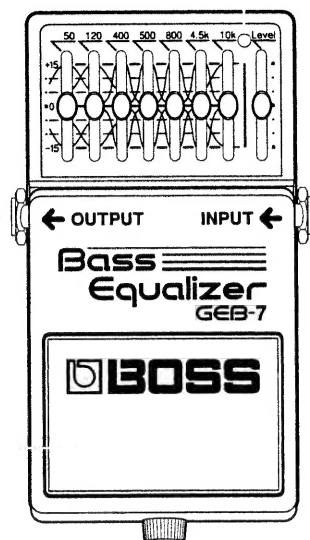 50 120 400 500 800 4.5k 10k Level
+15
±0
-15
← OUTPUT INPUT ←
Bass
Equalizer
GEB-7
BOSS